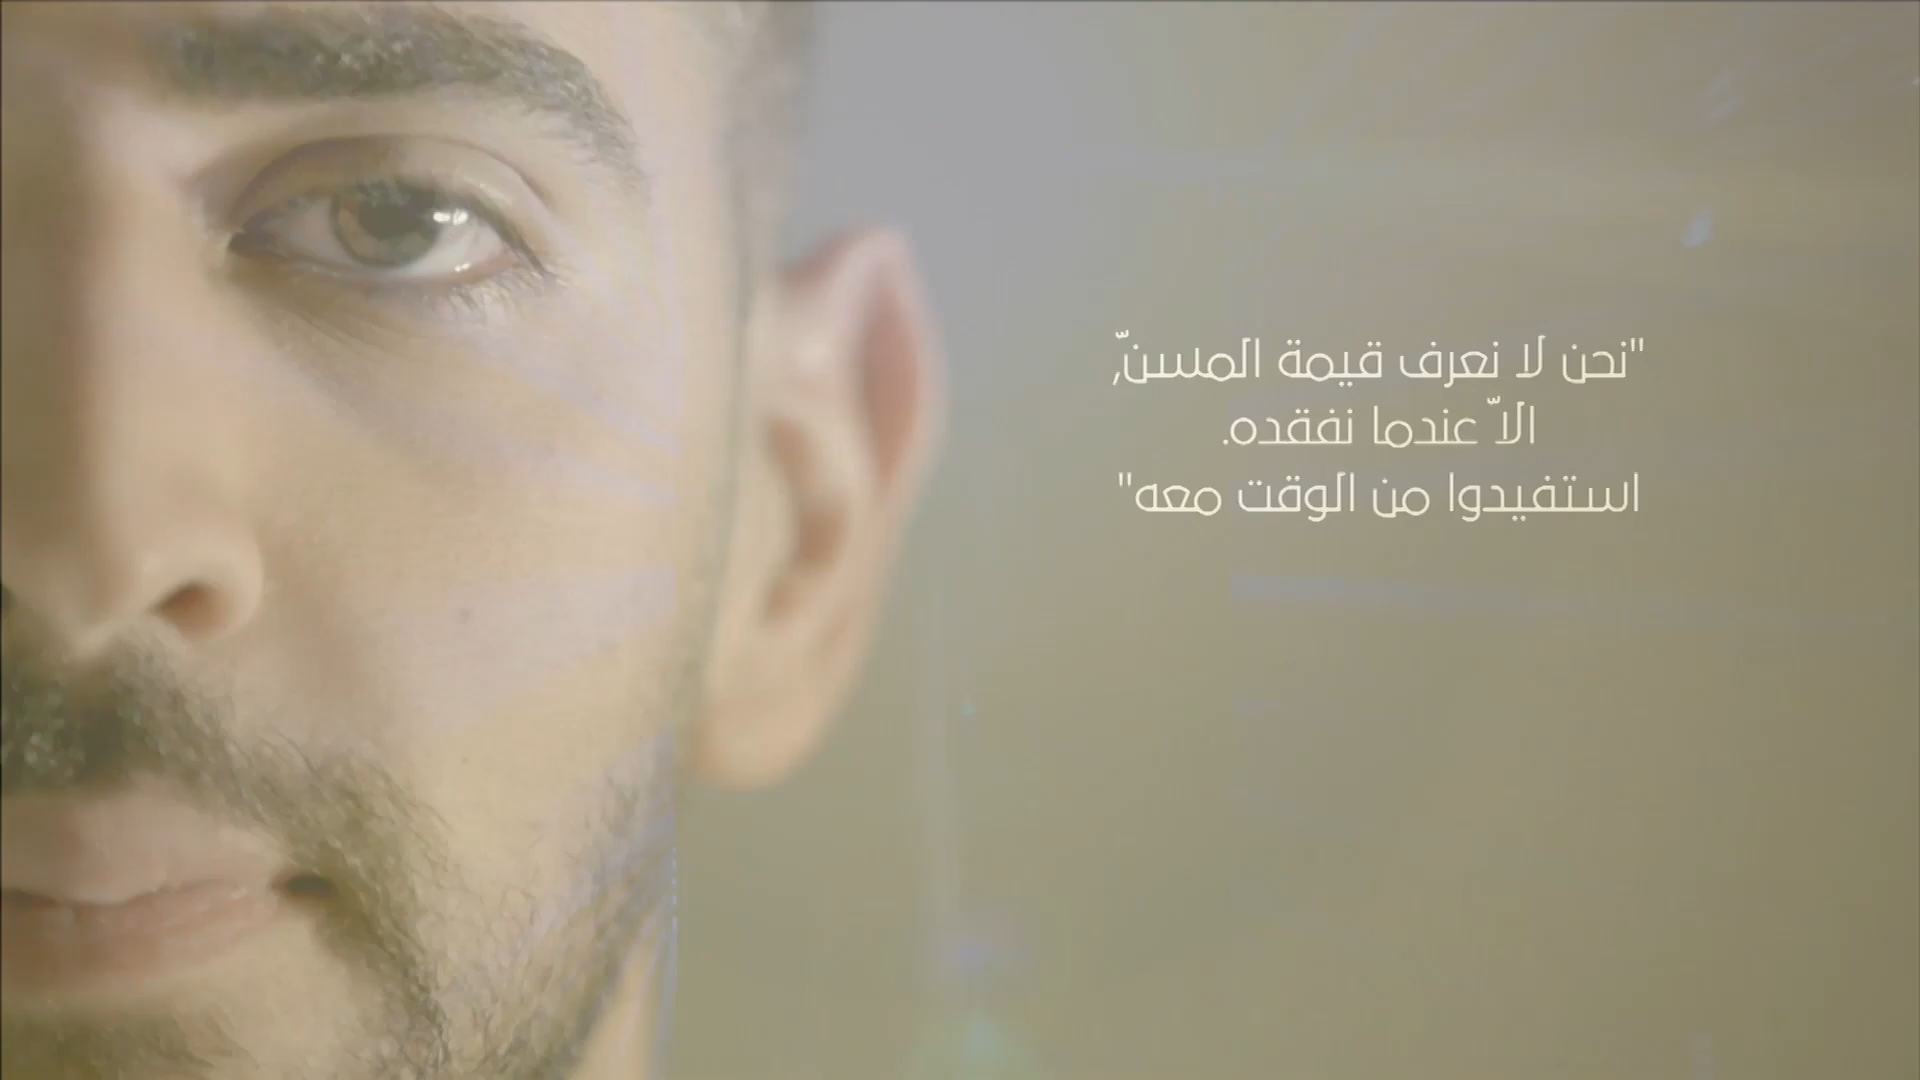 "نحن لا نعرف قيمة المسنّ,
الاّ عندما نفقده.
استفيدوا من الوقت معه"